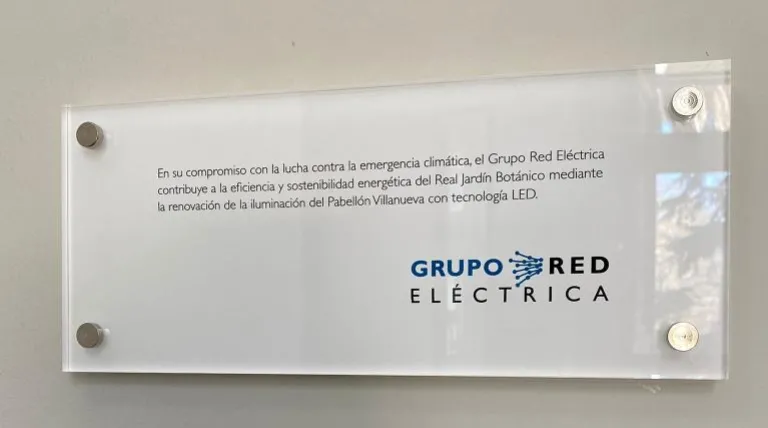 En su compromiso con la lucha contra la emergencia climática, el Grupo Red Eléctrica
contribuye a la eficiencia y sostenibilidad energética del Real Jardín Botánico mediante
la renovación de la iluminación del Pabellón Villanueva con tecnología LED.
GRUPO RED
ELÉCTRICA